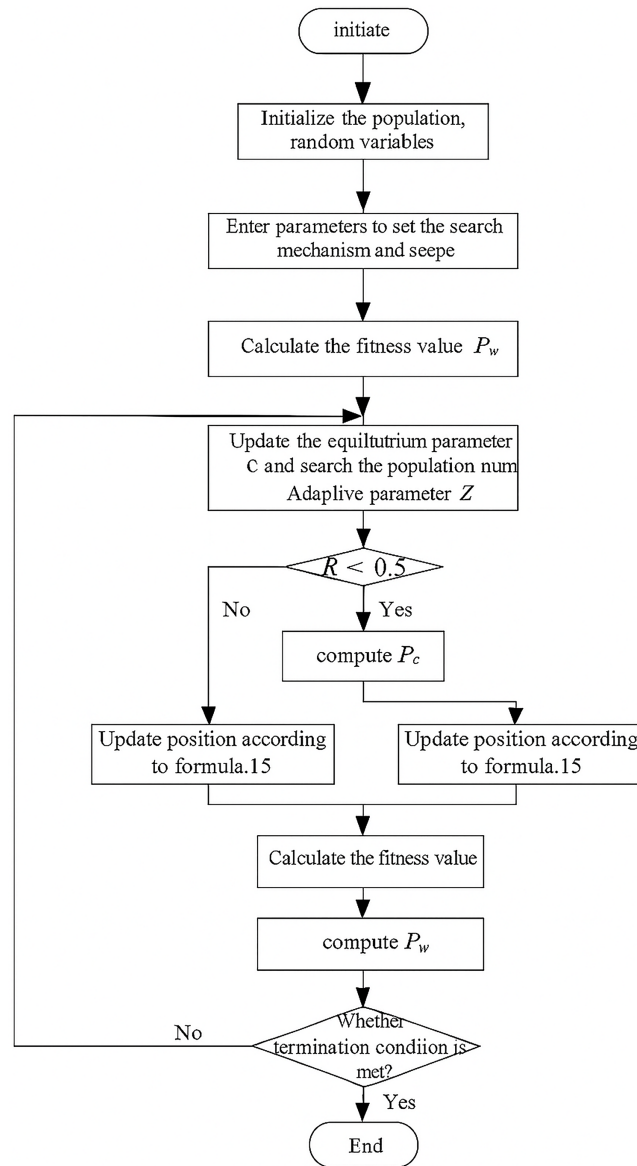 initiate
Initialize the population,
random variables
Enter parameters to set the search
mechanism and seepe
Calculate the fitness value P_w
Update the equiltutrium parameter
C and search the population num
Adaplive parameter Z
R < 0.5
No
Yes
compute P_c
Update position according
to formula.15
Update position according
to formula.15
Calculate the fitness value
compute P_w
Whether
termination condiion is
met?
No
Yes
End